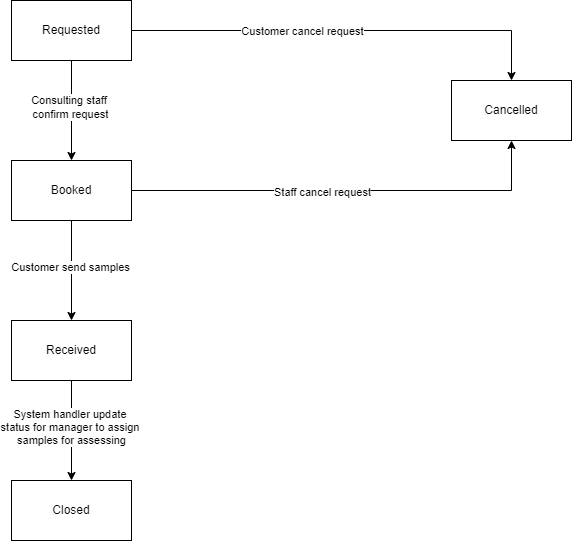 Requested
Customer cancel request
Consulting staff
confirm request
Cancelled
Booked
Staff cancel request
Customer send samples
Received
System handler update
status for manager to assign
samples for assessing
Closed